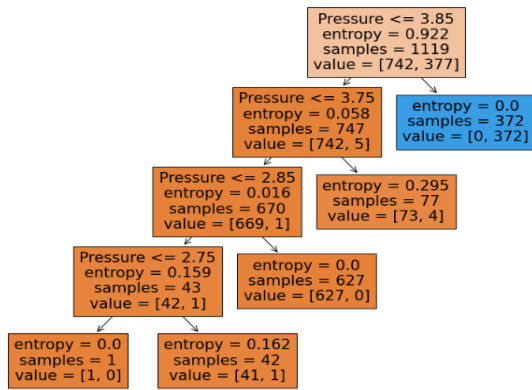 Pressure <= 3.85
entropy = 0.922
samples = 1119
value = [742, 377]
Pressure <= 3.75
entropy = 0.058
samples = 747
value = [742, 5]
entropy = 0.0
samples = 372
value = [0, 372]
Pressure <= 2.85
entropy = 0.016
samples = 670
value = [669, 1]
entropy = 0.295
samples = 77
value = [73, 4]
Pressure <= 2.75
entropy = 0.159
samples = 43
value = [42, 1]
entropy = 0.0
samples = 627
value = [627, 0]
entropy = 0.0
samples = 1
value = [1, 0]
entropy = 0.162
samples = 42
value = [41, 1]